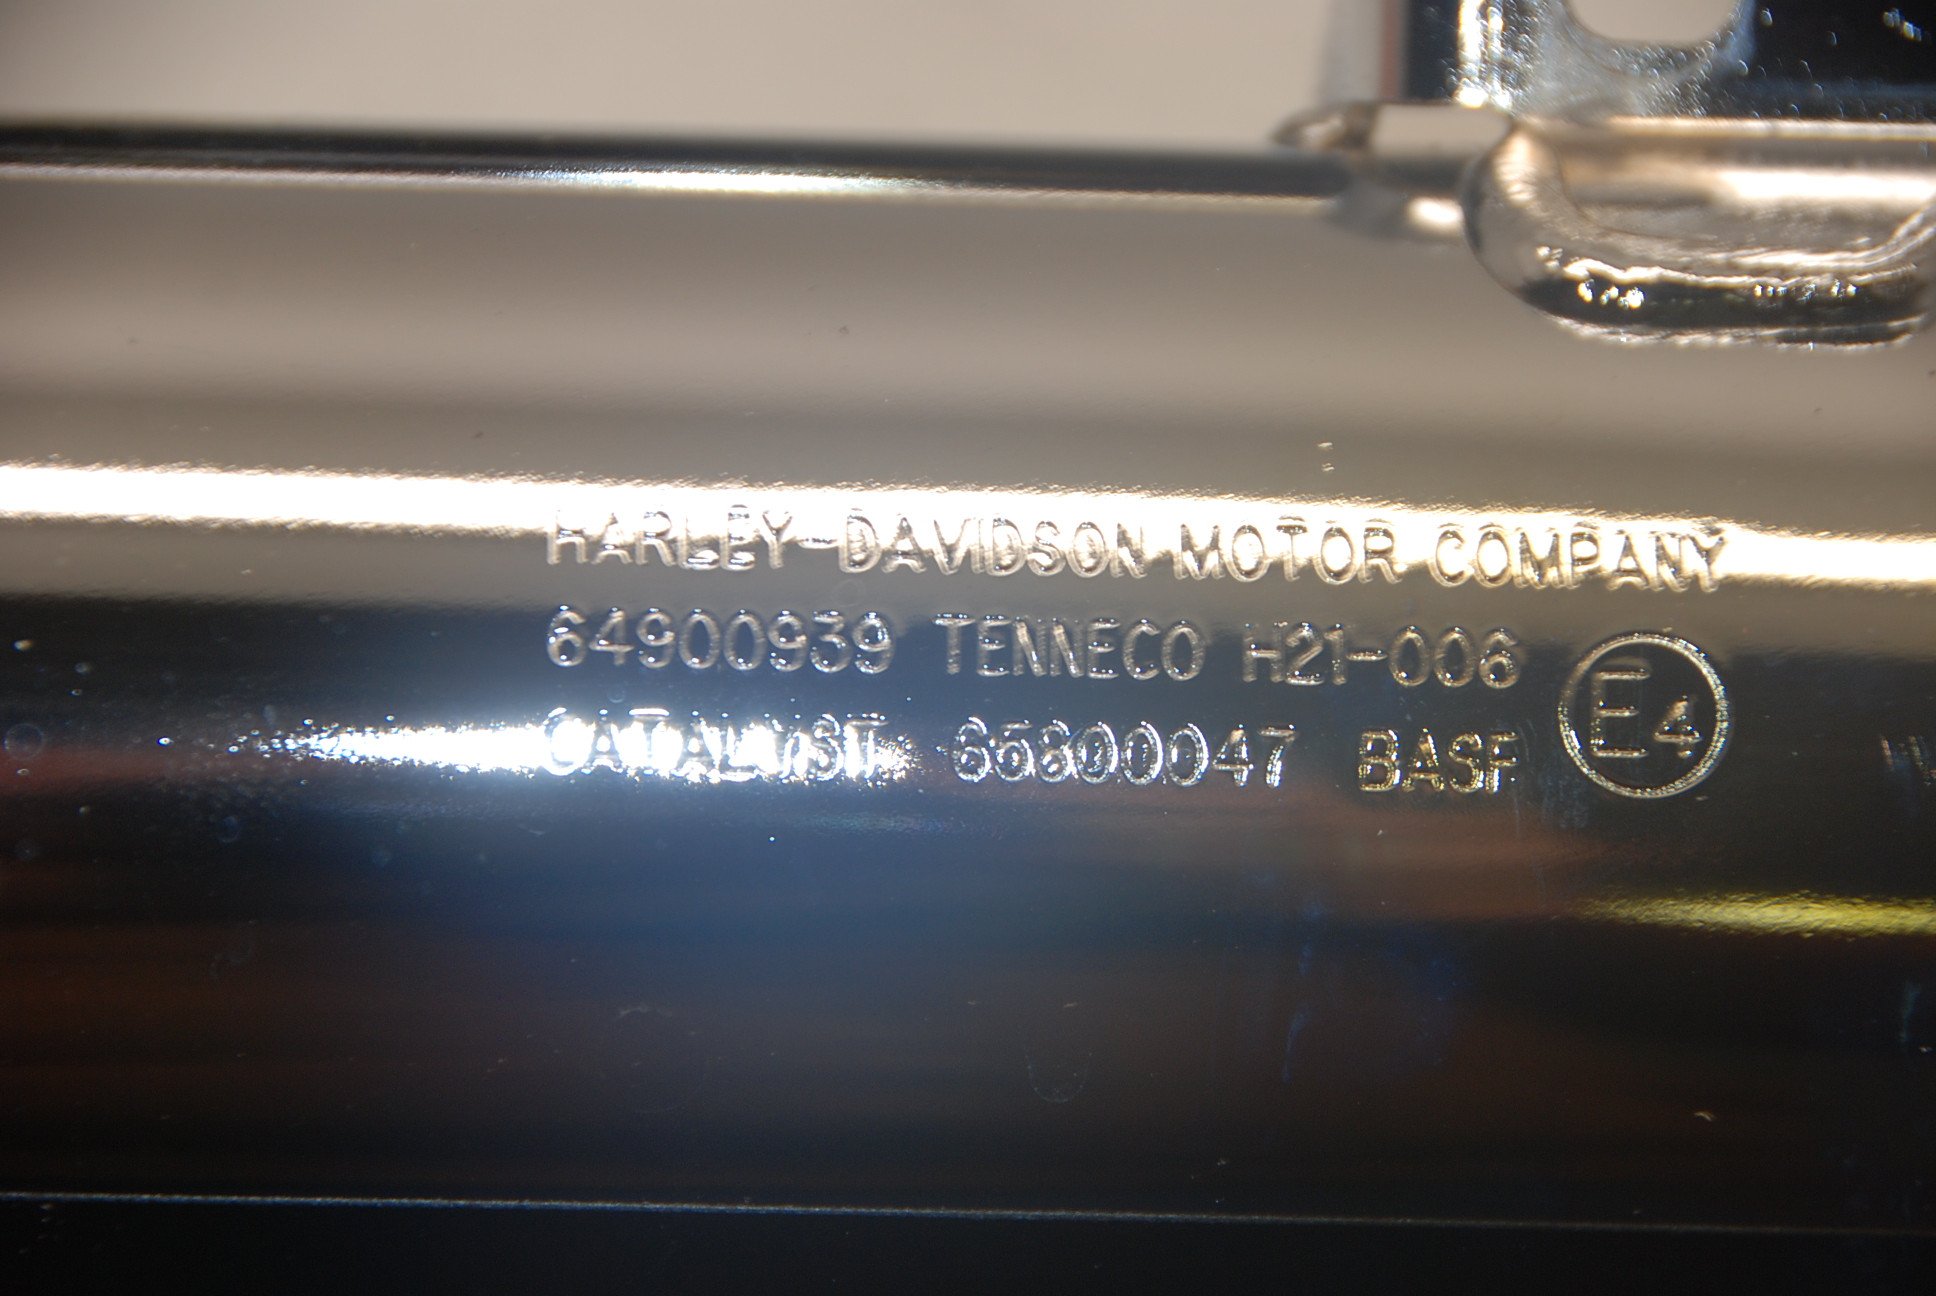 HARLEY-DAVIDSON MOTOR COMPANY
64900939 TENNECO H21-006
CATALYST 65800047 BASF
E4